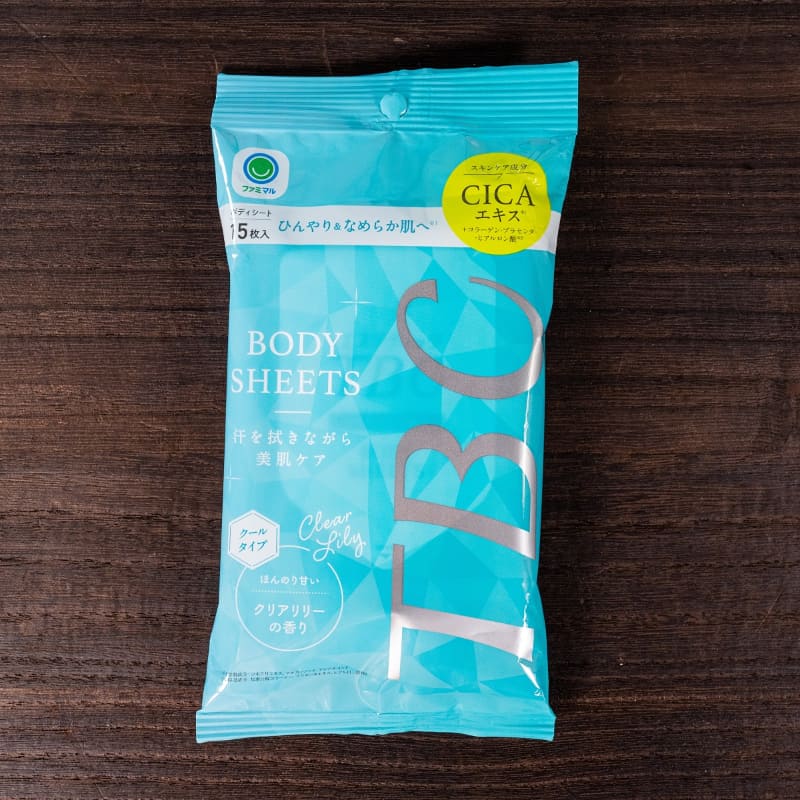 ファミマル
スキンケア成分
CICA
エキス
+コラーゲン・プラセンタ
・ヒアルロン酸
ボディシート
15枚入
ひんやり&なめらか肌へ
TBC
BODY
SHEETS
汗を拭きながら
美肌ケア
クール
タイプ
Clear
Lily
ほんのり甘い
クリアリリー
の香り